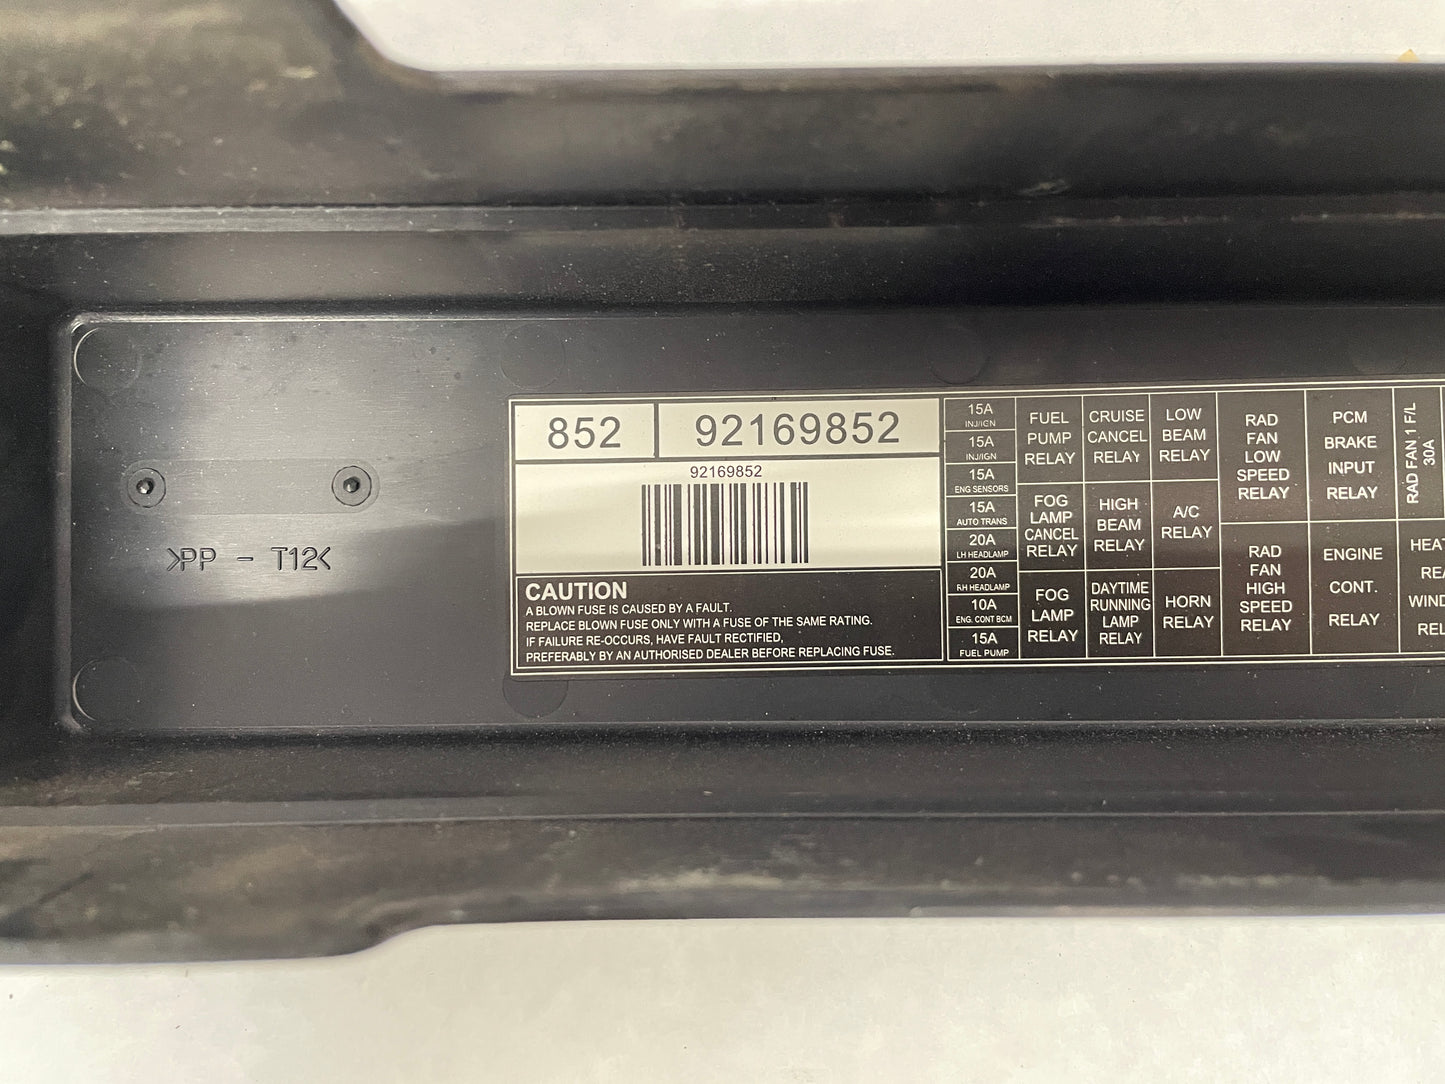 >PP - T12<
852
92169852
92169852
CAUTION
A BLOWN FUSE IS CAUSED BY A FAULT.
REPLACE BLOWN FUSE ONLY WITH A FUSE OF THE SAME RATING.
IF FAILURE RE-OCCURS, HAVE FAULT RECTIFIED,
PREFERABLY BY AN AUTHORISED DEALER BEFORE REPLACING FUSE.
15A
INJ/IGN
15A
INJ/IGN
15A
ENG SENSORS
15A
AUTO TRANS
20A
LH HEADLAMP
20A
RH HEADLAMP
10A
ENG. CONT BCM
15A
FUEL PUMP
FUEL
PUMP
RELAY
FOG
LAMP
CANCEL
RELAY
FOG
LAMP
RELAY
CRUISE
CANCEL
RELAY
HIGH
BEAM
RELAY
DAYTIME
RUNNING
LAMP
RELAY
LOW
BEAM
RELAY
A/C
RELAY
HORN
RELAY
RAD
FAN
LOW
SPEED
RELAY
RAD
FAN
HIGH
SPEED
RELAY
PCM
BRAKE
INPUT
RELAY
ENGINE
CONT.
RELAY
RAD FAN 1 F/L
30A
HEAT
REA
WIND
REL